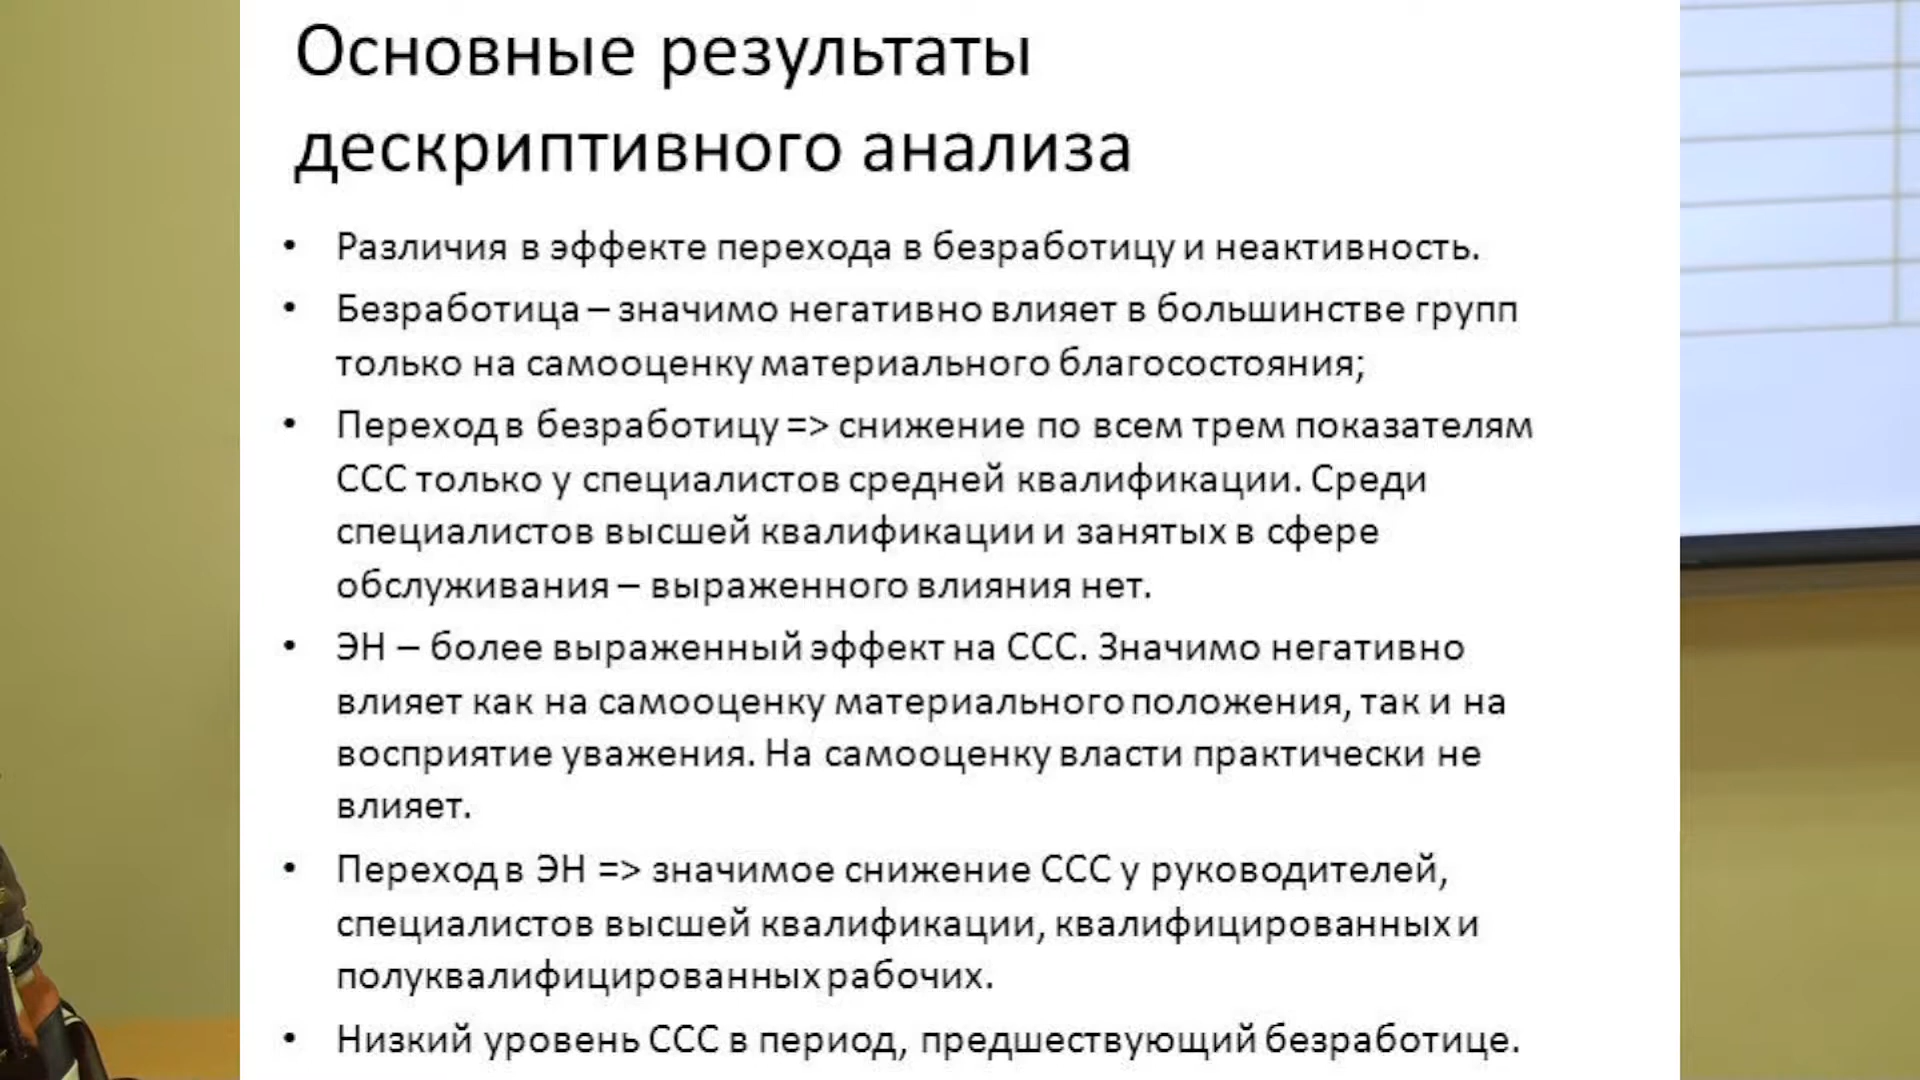 Основные результаты
дескриптивного анализа
• Различия в эффекте перехода в безработицу и неактивность.
• Безработица – значимо негативно влияет в большинстве групп
только на самооценку материального благосостояния;
• Переход в безработицу => снижение по всем трем показателям
ССС только у специалистов средней квалификации. Среди
специалистов высшей квалификации и занятых в сфере
обслуживания – выраженного влияния нет.
• ЭН – более выраженный эффект на ССС. Значимо негативно
влияет как на самооценку материального положения, так и на
восприятие уважения. На самооценку власти практически не
влияет.
• Переход в ЭН => значимое снижение ССС у руководителей,
специалистов высшей квалификации, квалифицированных и
полуквалифицированных рабочих.
• Низкий уровень ССС в период, предшествующий безработице.